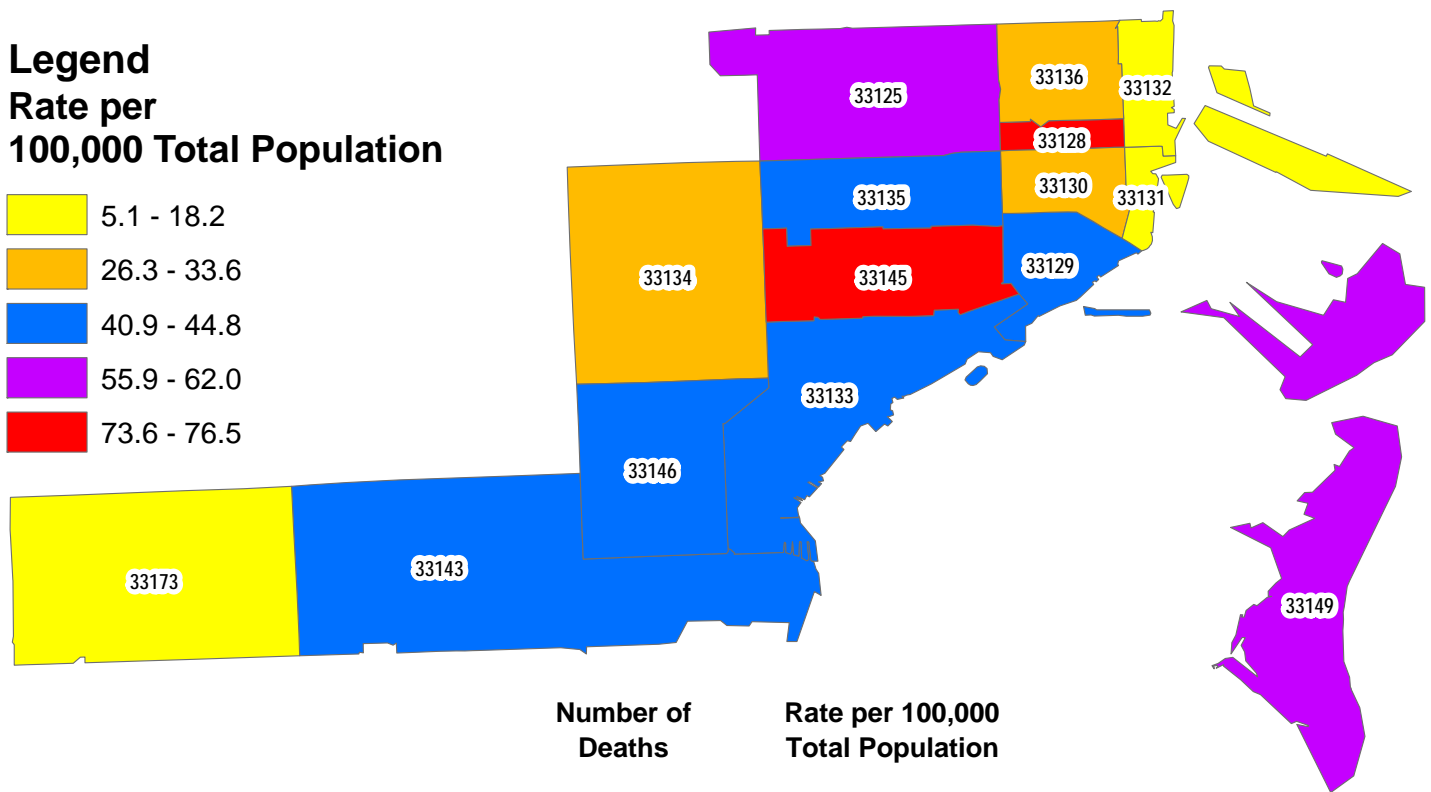 Legend
Rate per
100,000 Total Population
5.1 - 18.2
26.3 - 33.6
40.9 - 44.8
55.9 - 62.0
73.6 - 76.5
33136
33132
33125
33128
33130
33135
33131
33129
33134
33145
33133
33146
33143
33173
33149
Number of Deaths
Rate per 100,000 Total Population